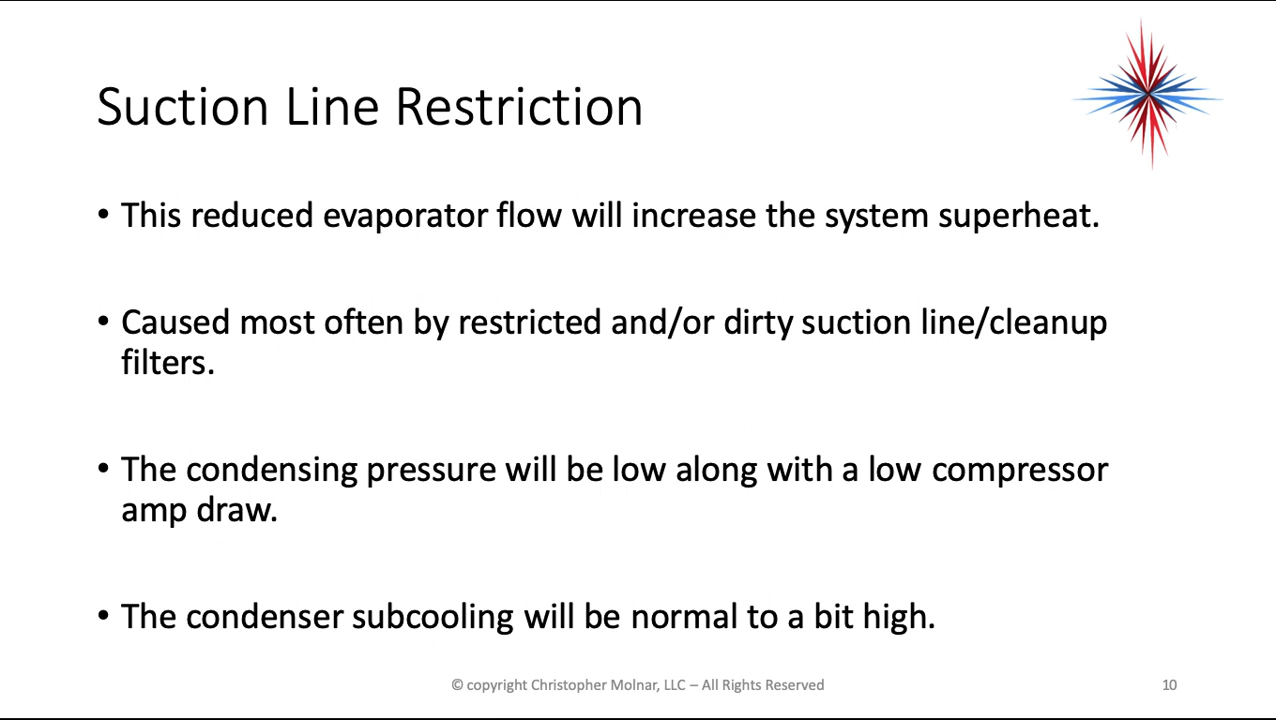 Suction Line Restriction
• This reduced evaporator flow will increase the system superheat.
• Caused most often by restricted and/or dirty suction line/cleanup
filters.
• The condensing pressure will be low along with a low compressor
amp draw.
• The condenser subcooling will be normal to a bit high.
© copyright Christopher Molnar, LLC – All Rights Reserved
10